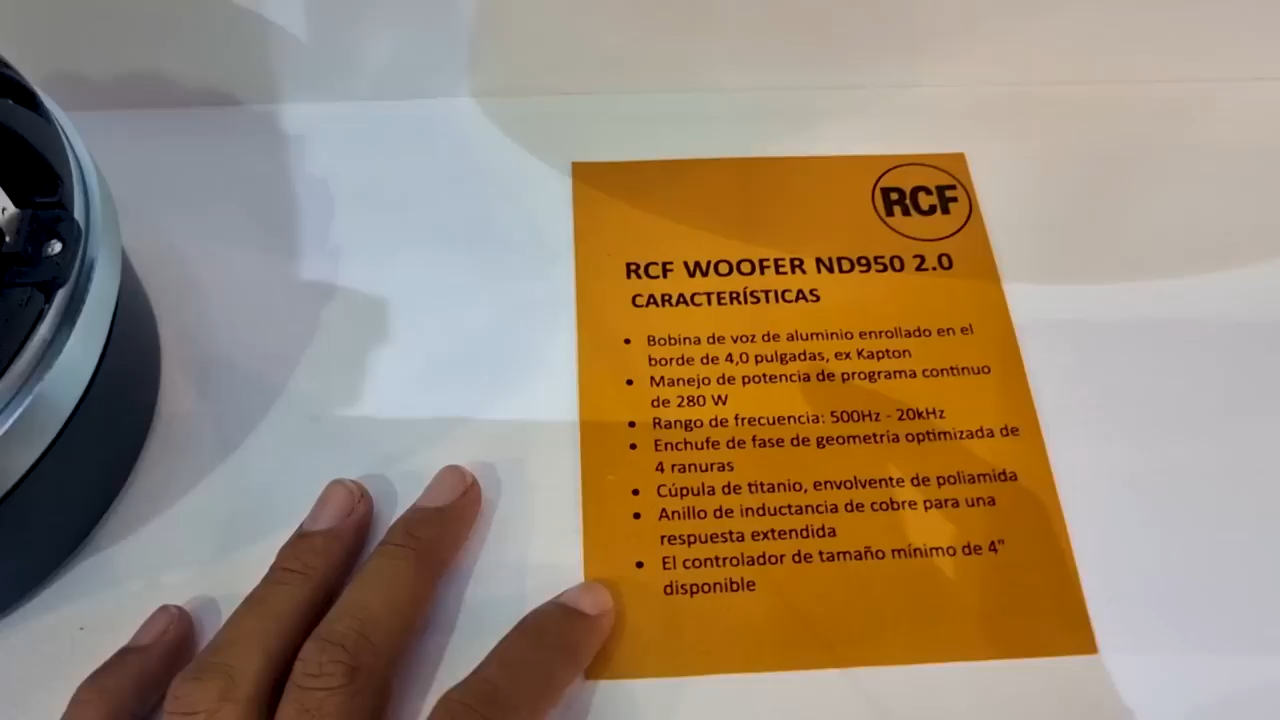 RCF
RCF WOOFER ND950 2.0
CARACTERÍSTICAS
• Bobina de voz de aluminio enrollado en el
borde de 4,0 pulgadas, ex Kapton
• Manejo de potencia de programa continuo
de 280 W
• Rango de frecuencia: 500Hz - 20kHz
• Enchufe de fase de geometría optimizada de
4 ranuras
• Cúpula de titanio, envolvente de poliamida
• Anillo de inductancia de cobre para una
respuesta extendida
• El controlador de tamaño mínimo de 4"
disponible